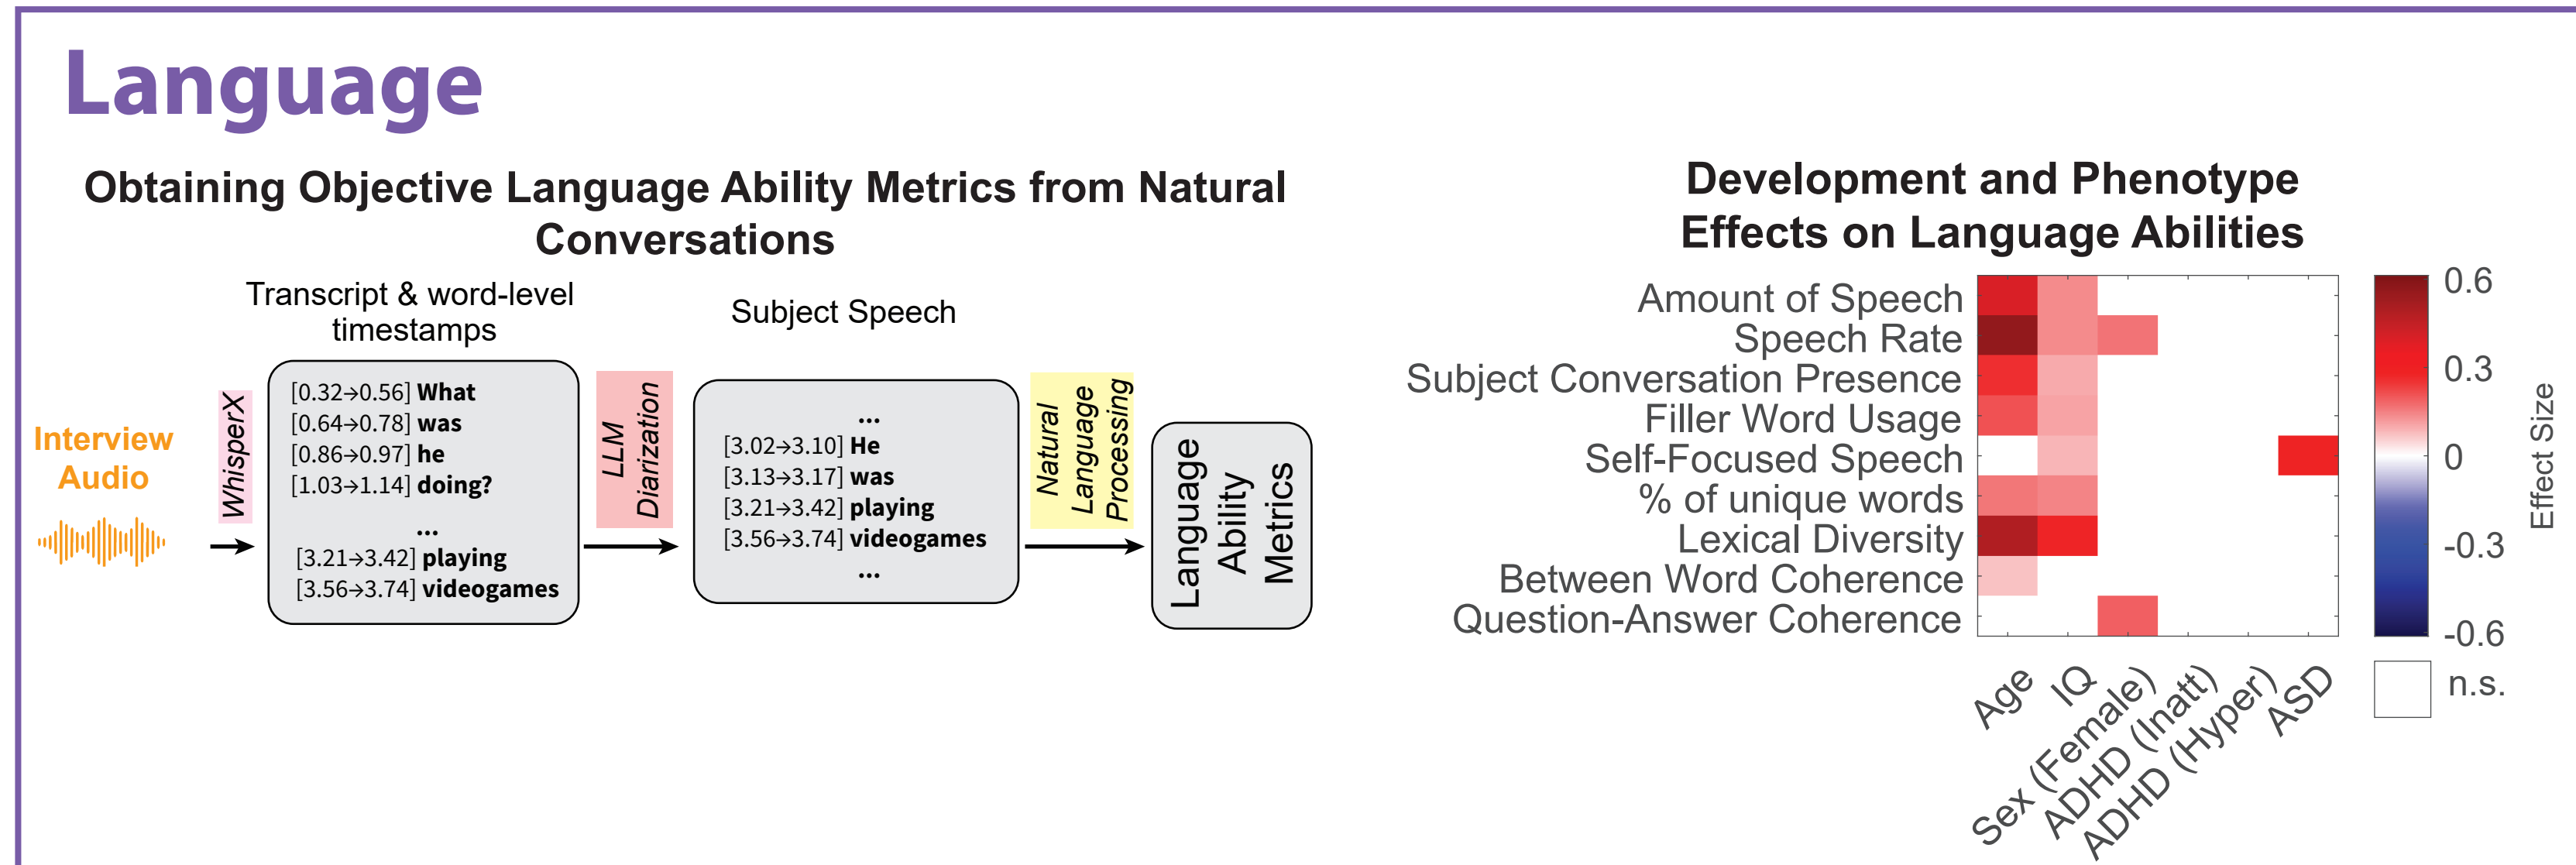 Language
Obtaining Objective Language Ability Metrics from Natural
Conversations
Transcript & word-level
timestamps
Subject Speech
Interview
Audio
WhisperX
[0.32→0.56] What
[0.64→0.78] was
[0.86→0.97] he
[1.03→1.14] doing?
...
[3.21→3.42] playing
[3.56→3.74] videogames
LLM
Diarization
...
[3.02→3.10] He
[3.13→3.17] was
[3.21→3.42] playing
[3.56→3.74] videogames
...
Natural
Language
Processing
Language
Ability
Metrics
Development and Phenotype
Effects on Language Abilities
Amount of Speech
Speech Rate
Subject Conversation Presence
Filler Word Usage
Self-Focused Speech
% of unique words
Lexical Diversity
Between Word Coherence
Question-Answer Coherence
Age
IQ
Sex (Female)
ADHD (Inatt)
ADHD (Hyper)
ASD
0.6
0.3
0
-0.3
-0.6
Effect Size
n.s.